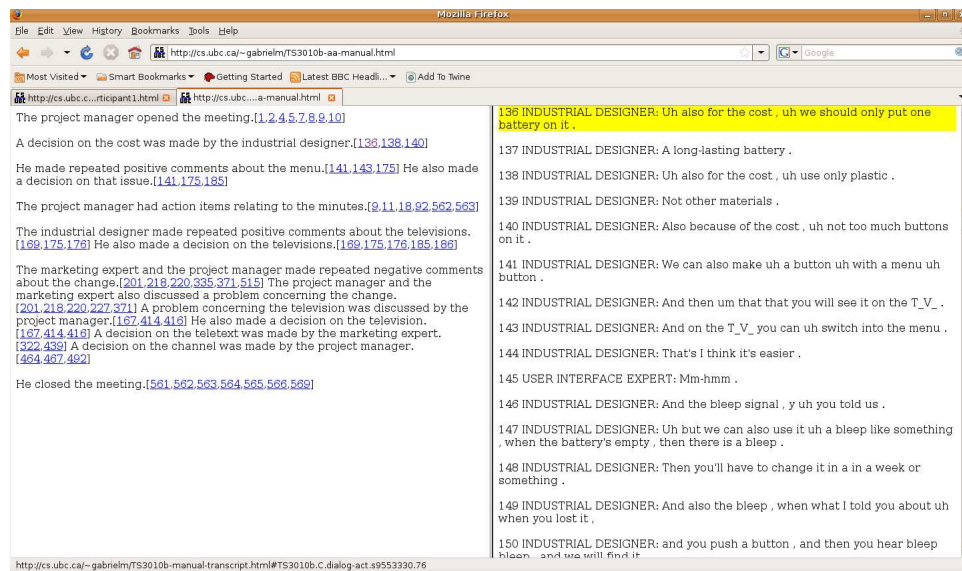 Mozilla Firefox
File Edit View History Bookmarks Tools Help
http://cs.ubc.ca/~gabrielm/TS3010b-aa-manual.html
Google
Most Visited Smart Bookmarks Getting Started Latest BBC Headli... Add To Twine
http://cs.ubc.c...rticipant1.html http://cs.ubc....a-manual.html
The project manager opened the meeting.[1,2,4,5,7,8,9,10]
A decision on the cost was made by the industrial designer.[136,138,140]
He made repeated positive comments about the menu.[141,143,175] He also made
a decision on that issue.[141,175,185]
The project manager had action items relating to the minutes.[9,11,18,92,562,563]
The industrial designer made repeated positive comments about the televisions.
[169,175,176] He also made a decision on the televisions.[169,175,176,185,186]
The marketing expert and the project manager made repeated negative comments
about the change.[201,218,220,335,371,515] The project manager and the
marketing expert also discussed a problem concerning the change.
[201,218,220,227,371] A problem concerning the television was discussed by the
project manager.[167,414,416] He also made a decision on the television.
[167,414,416] A decision on the teletext was made by the marketing expert.
[322,439] A decision on the channel was made by the project manager.
[464,467,492]
He closed the meeting.[561,562,563,564,565,566,569]
136 INDUSTRIAL DESIGNER: Uh also for the cost , uh we should only put one
battery on it .
137 INDUSTRIAL DESIGNER: A long-lasting battery .
138 INDUSTRIAL DESIGNER: Uh also for the cost , uh use only plastic .
139 INDUSTRIAL DESIGNER: Not other materials .
140 INDUSTRIAL DESIGNER: Also because of the cost , uh not too much buttons
on it .
141 INDUSTRIAL DESIGNER: We can also make uh a button uh with a menu uh
button .
142 INDUSTRIAL DESIGNER: And then um that that you will see it on the T_V_ .
143 INDUSTRIAL DESIGNER: And on the T_V_ you can uh switch into the menu .
144 INDUSTRIAL DESIGNER: That's I think it's easier .
145 USER INTERFACE EXPERT: Mm-hmm .
146 INDUSTRIAL DESIGNER: And the bleep signal , y uh you told us .
147 INDUSTRIAL DESIGNER: Uh but we can also use it uh a bleep like something
, when the battery's empty , then there is a bleep .
148 INDUSTRIAL DESIGNER: Then you'll have to change it in a in a week or
something .
149 INDUSTRIAL DESIGNER: And also the bleep , when what I told you about uh
when you lost it ,
150 INDUSTRIAL DESIGNER: and you push a button , and then you hear bleep
bleep , and we will find it
http://cs.ubc.ca/~gabrielm/TS3010b-manual-transcript.html#TS3010b.C.dialog-act.s9553330.76